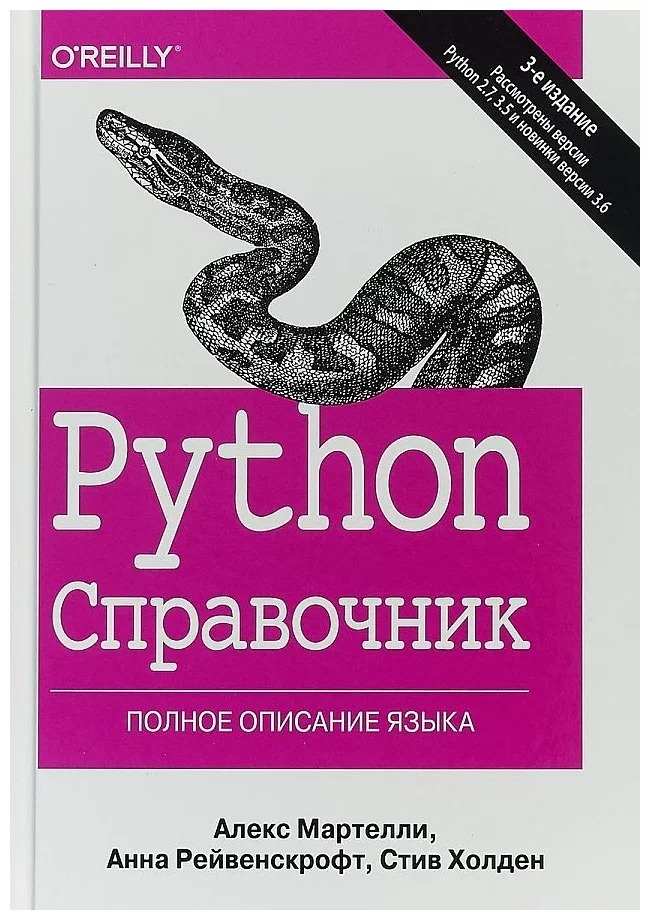 O'REILLY®
3-е издание
Рассмотрены версии
Python 2.7, 3.5 и новинки версии 3.6
Python
Справочник
ПОЛНОЕ ОПИСАНИЕ ЯЗЫКА
Алекс Мартелли,
Анна Рейвенскрофт, Стив Холден